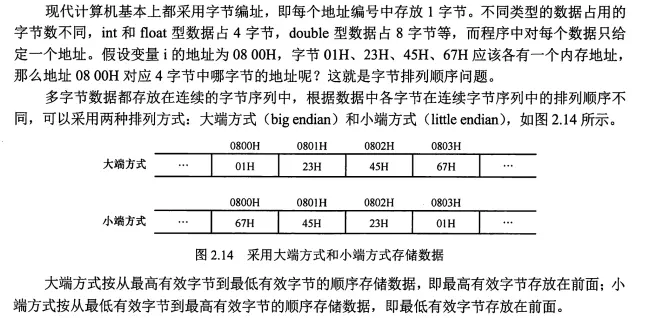 现代计算机基本上都采用字节编址，即每个地址编号中存放 1 字节。不同类型的数据占用的
字节数不同，int 和 float 型数据占 4 字节，double 型数据占 8 字节等，而程序中对每个数据只给
定一个地址。假设变量 i 的地址为 08 00H，字节 01H、23H、45H、67H 应该各有一个内存地址，
那么地址 08 00H 对应 4 字节中哪字节的地址呢？这就是字节排列顺序问题。
多字节数据都存放在连续的字节序列中，根据数据中各字节在连续字节序列中的排列顺序不
同，可以采用两种排列方式：大端方式（big endian）和小端方式（little endian），如图 2.14 所示。
0800H 0801H 0802H 0803H
大端方式 … 01H 23H 45H 67H …
0800H 0801H 0802H 0803H
小端方式 … 67H 45H 23H 01H …
图 2.14 采用大端方式和小端方式存储数据
大端方式按从最高有效字节到最低有效字节的顺序存储数据，即最高有效字节存放在前面；小
端方式按从最低有效字节到最高有效字节的顺序存储数据，即最低有效字节存放在前面。